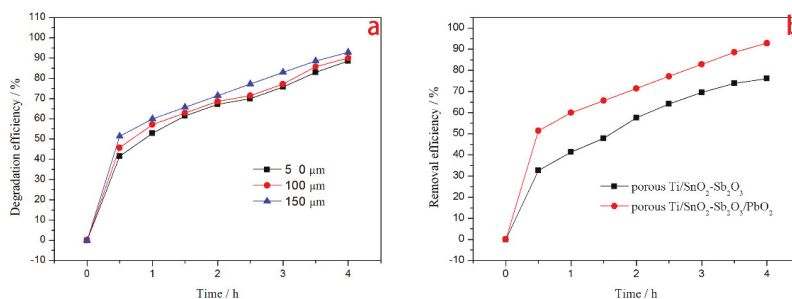 a
110
100
90
80
70
60
50
40
30
20
10
0
-10
Degradation efficiency / %
5 0 μm
100 μm
150 μm
0 1 2 3 4
Time / h
100
90
80
70
60
50
40
30
20
10
0
-10
Removal efficiency / %
porous Ti/SnO₂-Sb₂O₃
porous Ti/SnO₂-Sb₂O₃/PbO₂
0 1 2 3 4
Time / h